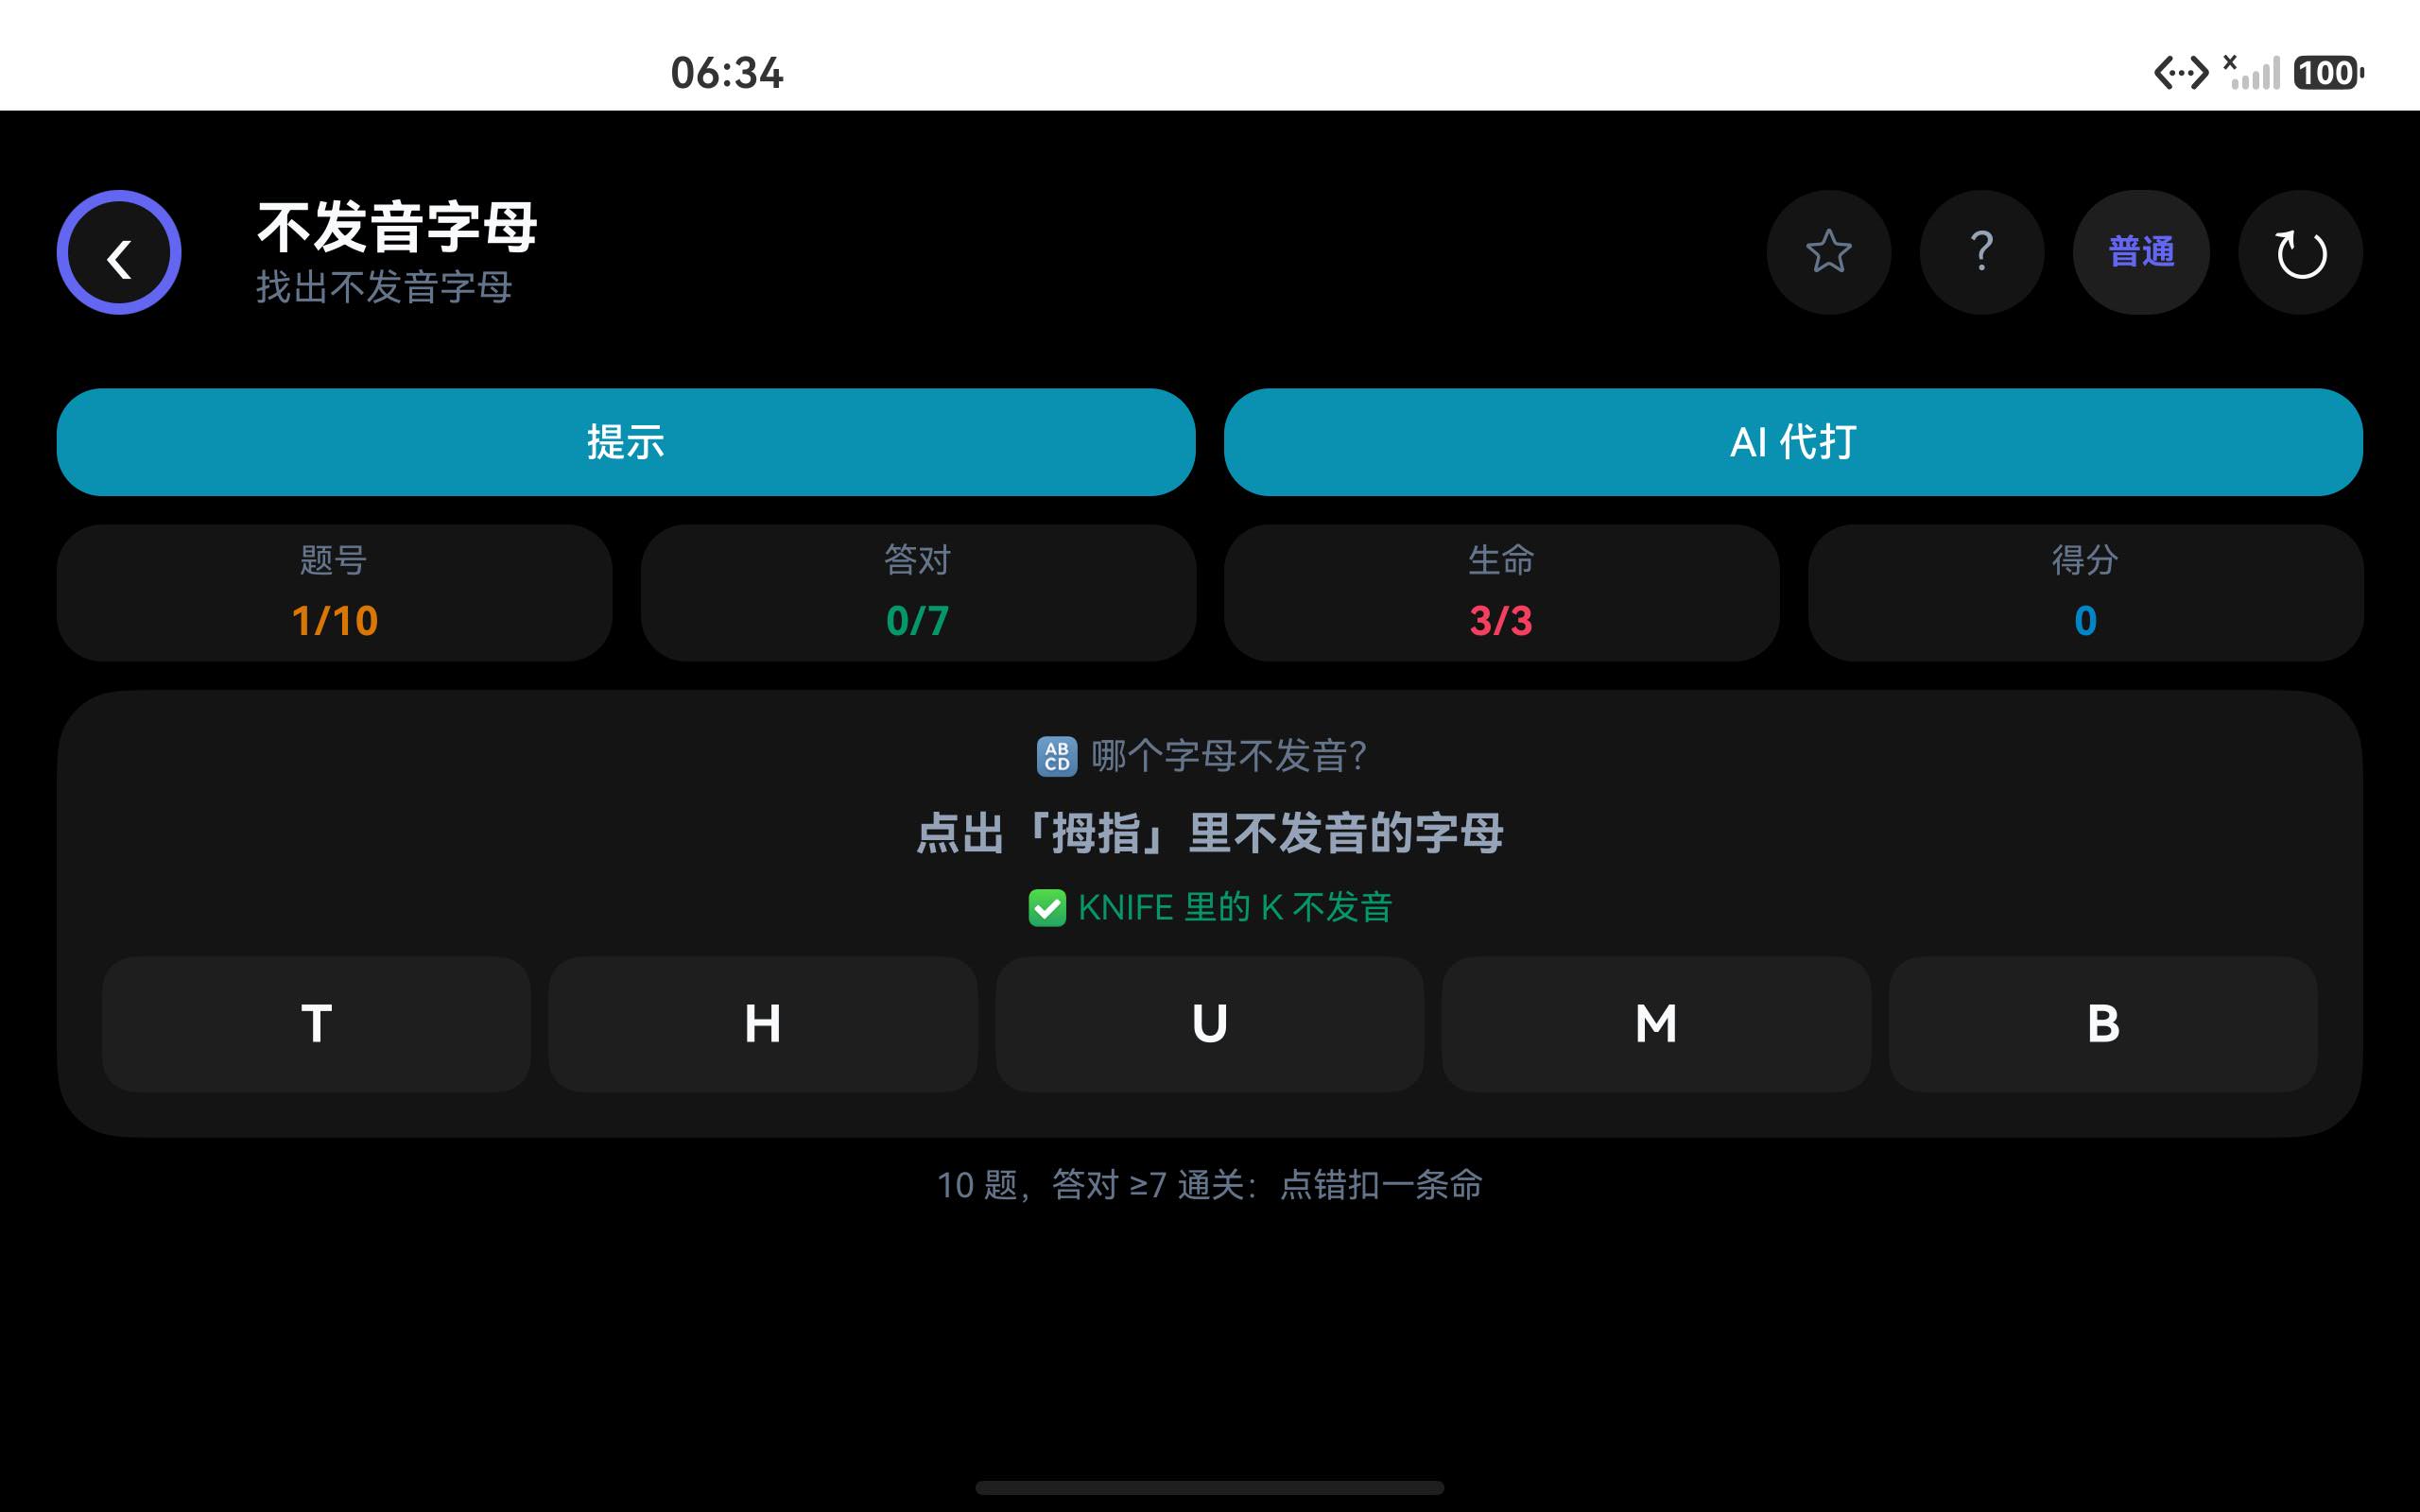 06:34
100
不发音字母
找出不发音字母
?
普通
提示
AI 代打
题号
答对
生命
得分
1/10
0/7
3/3
0
哪个字母不发音?
点出「拇指」里不发音的字母
KNIFE 里的 K 不发音
T
H
U
M
B
10 题，答对 ≥7 通关：点错扣一条命